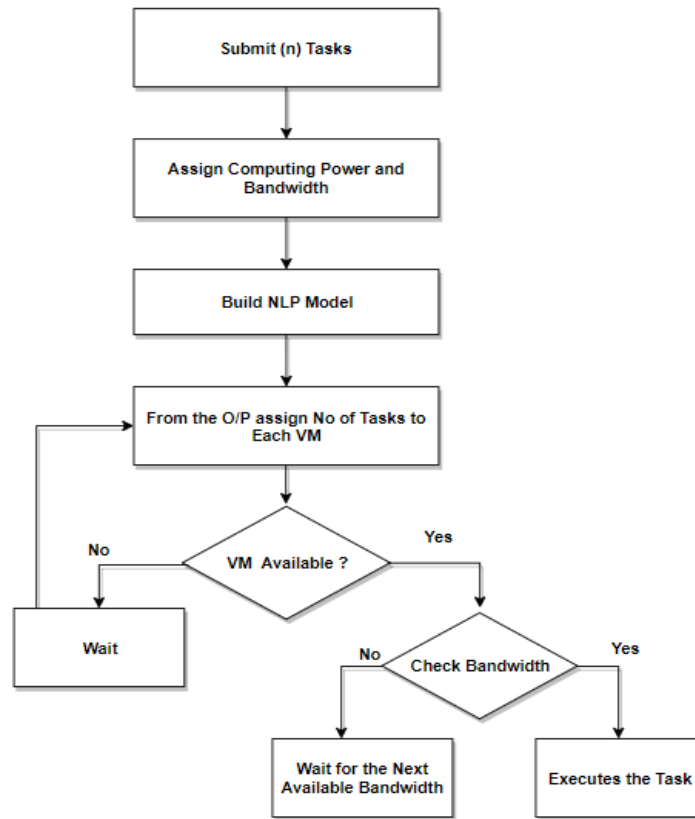 Submit (n) Tasks
Assign Computing Power and
Bandwidth
Build NLP Model
From the O/P assign No of Tasks to
Each VM
No
VM Available ?
Yes
Wait
No
Check Bandwidth
Yes
Wait for the Next
Available Bandwidth
Executes the Task